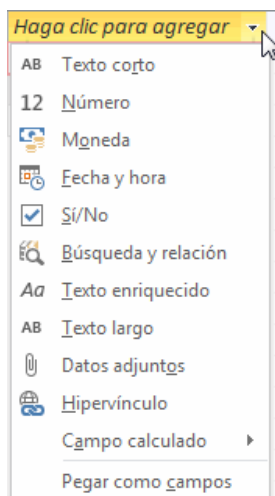 Haga clic para agregar
AB Texto corto
12 Número
Moneda
Fecha y hora
Sí/No
Búsqueda y relación
Aa Texto enriquecido
AB Texto largo
Datos adjuntos
Hipervínculo
Campo calculado
Pegar como campos